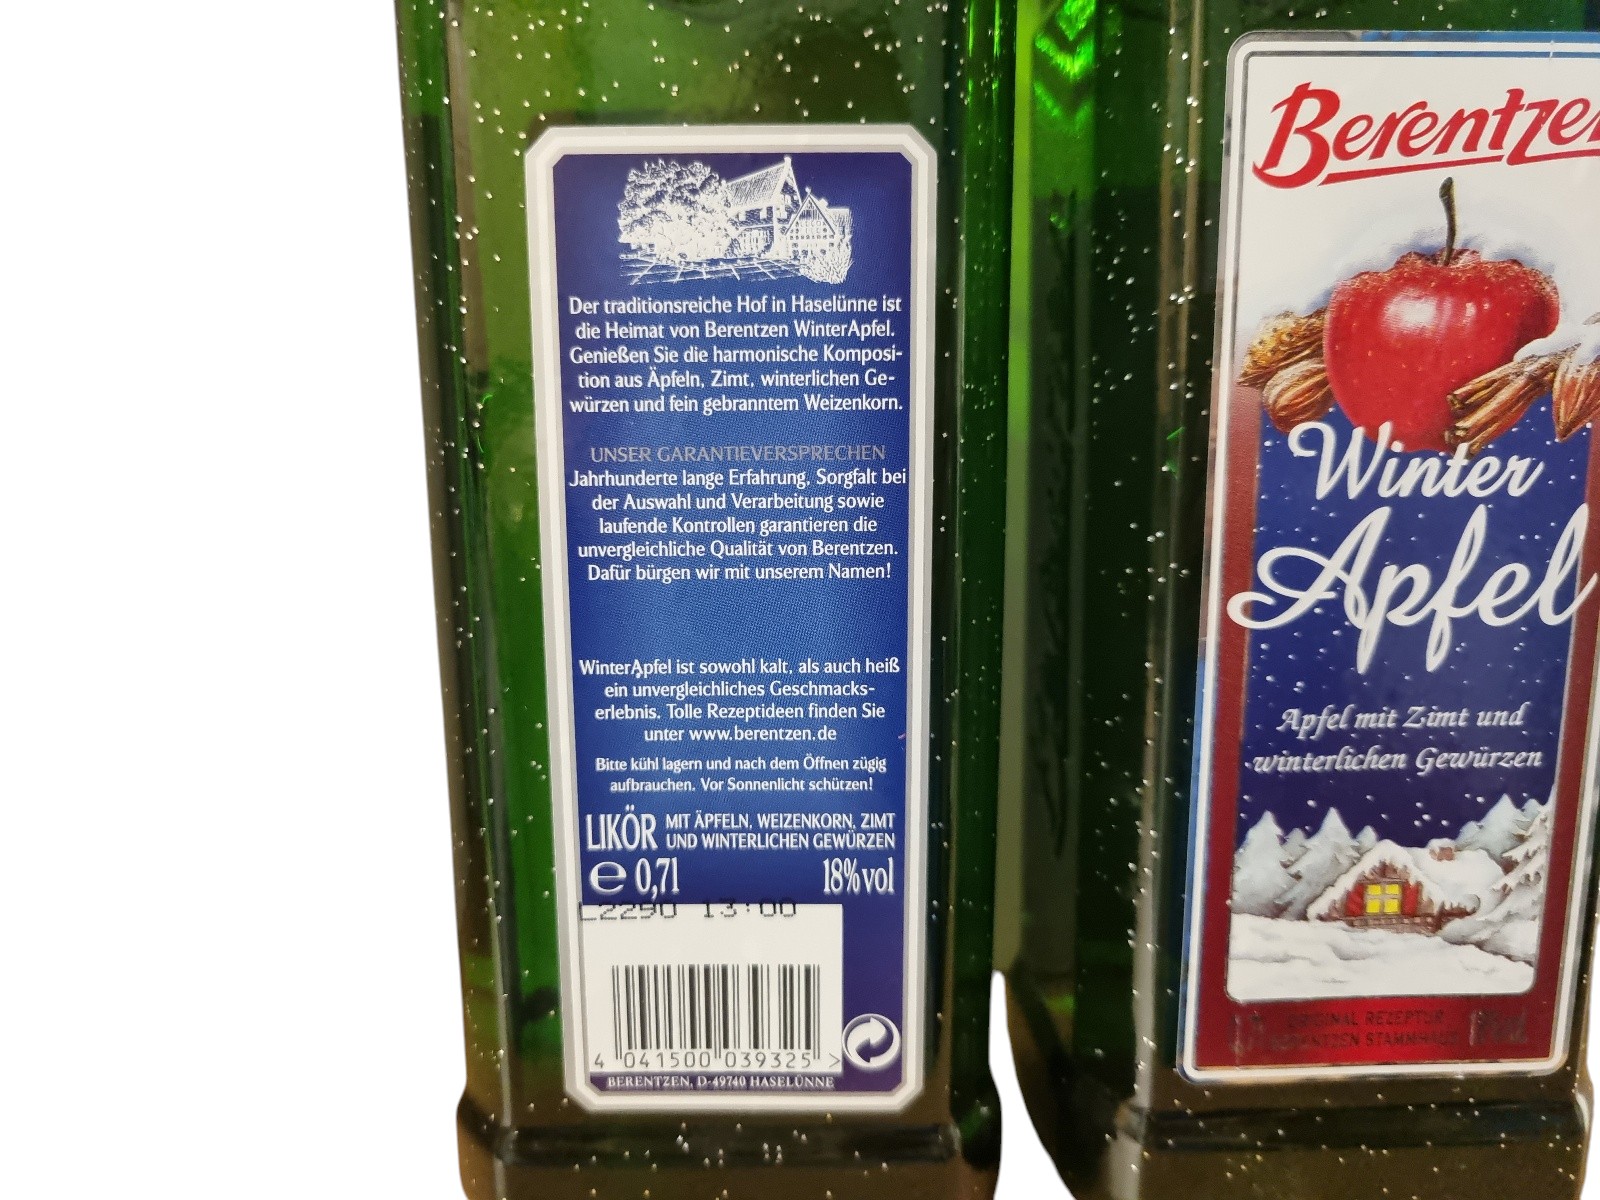 Der traditionsreiche Hof in Haselünne ist
die Heimat von Berentzen WinterApfel.
Genießen Sie die harmonische Komposi-
tion aus Äpfeln, Zimt, winterlichen Ge-
würzen und fein gebranntem Weizenkorn.
UNSER GARANTIEVERSPRECHEN
Jahrhunderte lange Erfahrung, Sorgfalt bei
der Auswahl und Verarbeitung sowie
laufende Kontrollen garantieren die
unvergleichliche Qualität von Berentzen.
Dafür bürgen wir mit unserem Namen!
WinterApfel ist sowohl kalt, als auch heiß
ein unvergleichliches Geschmacks-
erlebnis. Tolle Rezeptideen finden Sie
unter www.berentzen.de
Bitte kühl lagern und nach dem Öffnen zügig
aufbrauchen. Vor Sonnenlicht schützen!
LIKÖR MIT ÄPFELN, WEIZENKORN, ZIMT
UND WINTERLICHEN GEWÜRZEN
e 0,7l 18%vol
L2290 13:00
4 041500 039325 >
BERENTZEN, D-49740 HASELÜNNE
Berentzen
Winter
Apfel
Apfel mit Zimt und
winterlichen Gewürzen
ORIGINAL REZEPTUR
BERENTZEN STAMMHAUS